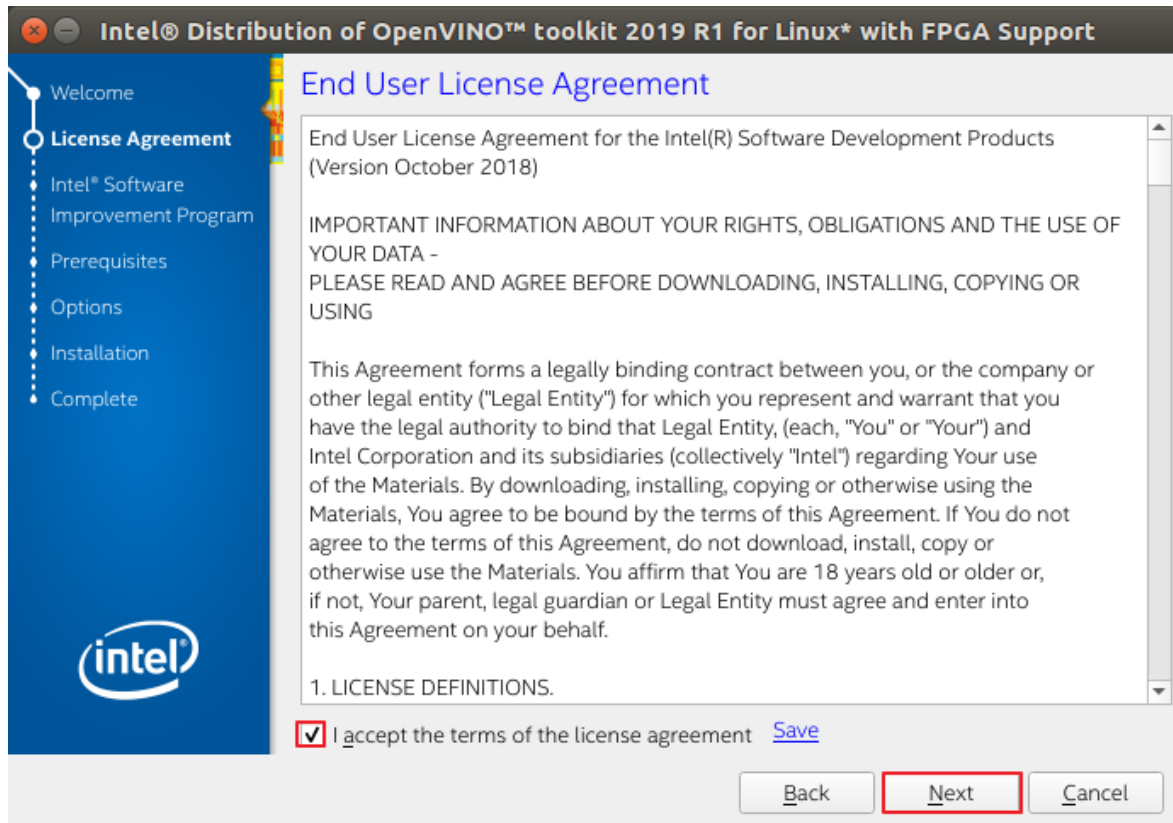 Intel® Distribution of OpenVINO™ toolkit 2019 R1 for Linux* with FPGA Support
Welcome
License Agreement
Intel® Software
Improvement Program
Prerequisites
Options
Installation
Complete
intel®
End User License Agreement
End User License Agreement for the Intel(R) Software Development Products
(Version October 2018)
IMPORTANT INFORMATION ABOUT YOUR RIGHTS, OBLIGATIONS AND THE USE OF
YOUR DATA -
PLEASE READ AND AGREE BEFORE DOWNLOADING, INSTALLING, COPYING OR
USING
This Agreement forms a legally binding contract between you, or the company or
other legal entity ("Legal Entity") for which you represent and warrant that you
have the legal authority to bind that Legal Entity, (each, "You" or "Your") and
Intel Corporation and its subsidiaries (collectively "Intel") regarding Your use
of the Materials. By downloading, installing, copying or otherwise using the
Materials, You agree to be bound by the terms of this Agreement. If You do not
agree to the terms of this Agreement, do not download, install, copy or
otherwise use the Materials. You affirm that You are 18 years old or older or,
if not, Your parent, legal guardian or Legal Entity must agree and enter into
this Agreement on your behalf.
1. LICENSE DEFINITIONS.
I accept the terms of the license agreement Save
Back Next Cancel